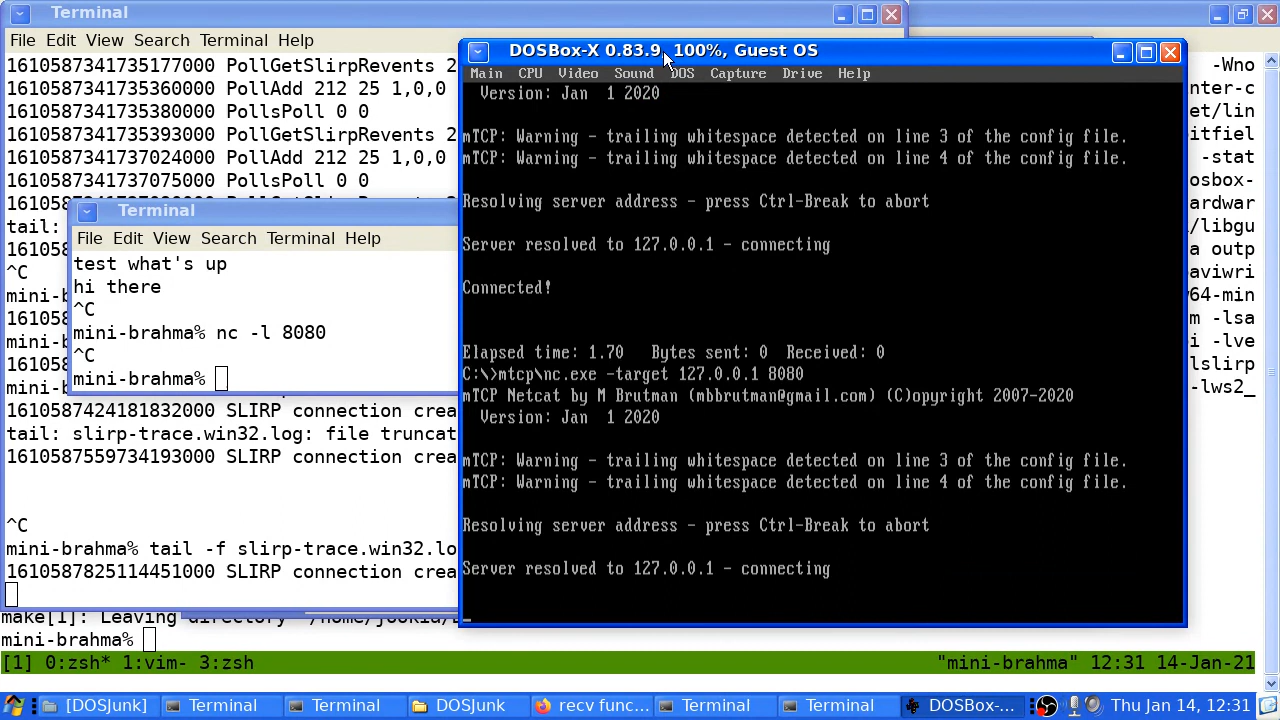 Terminal
File Edit View Search Terminal Help
1610587341735177000 PollGetSlirpRevents 2
1610587341735360000 PollAdd 212 25 1,0,0
1610587341735380000 PollsPoll 0 0
1610587341735393000 PollGetSlirpRevents 2
1610587341737024000 PollAdd 212 25 1,0,0
1610587341737075000 PollsPoll 0 0
tail:
161058
^C
mini-b
161058
161058
161058
mini-b
1610587424181832000 SLIRP connection crea
tail: slirp-trace.win32.log: file truncat
1610587559734193000 SLIRP connection crea
^C
mini-brahma% tail -f slirp-trace.win32.lo
1610587825114451000 SLIRP connection crea
Terminal
File Edit View Search Terminal Help
test what's up
hi there
^C
mini-brahma% nc -l 8080
^C
mini-brahma%
DOSBox-X 0.83.9, 100%, Guest OS
Main CPU Video Sound DOS Capture Drive Help
Version: Jan 1 2020
mTCP: Warning - trailing whitespace detected on line 3 of the config file.
mTCP: Warning - trailing whitespace detected on line 4 of the config file.
Resolving server address - press Ctrl-Break to abort
Server resolved to 127.0.0.1 - connecting
Connected!
Elapsed time: 1.70 Bytes sent: 0 Received: 0
C:\>mtcp\nc.exe -target 127.0.0.1 8080
mTCP Netcat by M Brutman (mbbrutman@gmail.com) (C)opyright 2007-2020
Version: Jan 1 2020
mTCP: Warning - trailing whitespace detected on line 3 of the config file.
mTCP: Warning - trailing whitespace detected on line 4 of the config file.
Resolving server address - press Ctrl-Break to abort
Server resolved to 127.0.0.1 - connecting
-Wno
nter-c
et/lin
itfiel
-stat
osbox-
ardwar
/libgu
a outp
aviwri
64-min
m -lsa
i -lve
lslirp
-lws2_
make[1]: Leaving directory
mini-brahma%
[1] 0:zsh* 1:vim- 3:zsh "mini-brahma" 12:31 14-Jan-21
[DOSJunk] Terminal Terminal DOSJunk recv func... Terminal Terminal DOSBox-... Thu Jan 14, 12:31